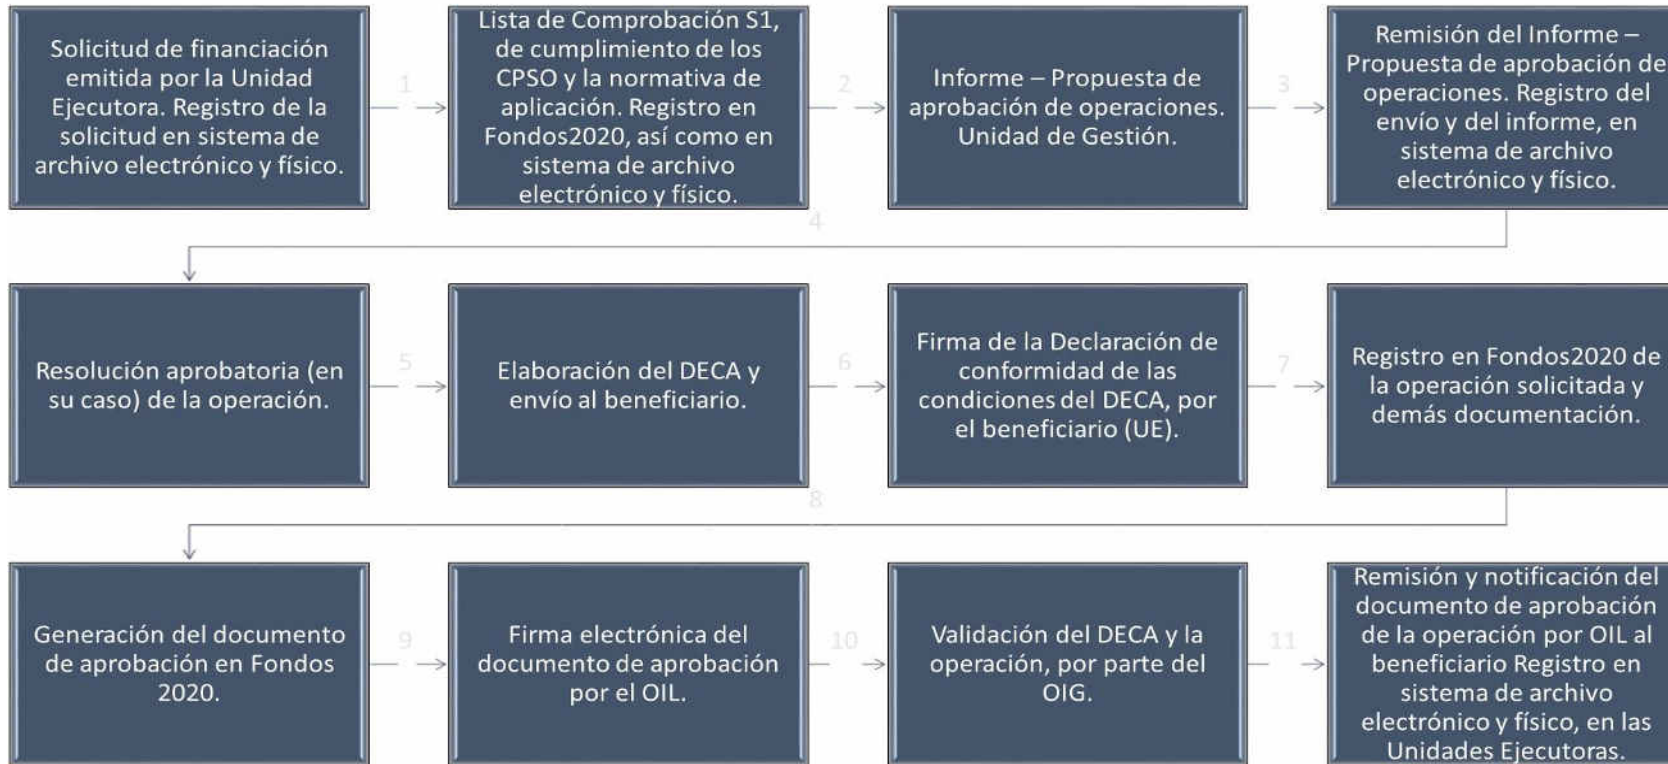 Solicitud de financiación
emitida por la Unidad
Ejecutora. Registro de la
solicitud en sistema de
archivo electrónico y físico.
1
Lista de Comprobación S1,
de cumplimiento de los
CPSO y la normativa de
aplicación. Registro en
Fondos2020, así como en
sistema de archivo
electrónico y físico.
2
Informe – Propuesta de
aprobación de operaciones.
Unidad de Gestión.
3
Remisión del Informe –
Propuesta de aprobación de
operaciones. Registro del
envío y del informe, en
sistema de archivo
electrónico y físico.
4
Resolución aprobatoria (en
su caso) de la operación.
5
Elaboración del DECA y
envío al beneficiario.
6
Firma de la Declaración de
conformidad de las
condiciones del DECA, por
el beneficiario (UE).
7
Registro en Fondos2020 de
la operación solicitada y
demás documentación.
8
Generación del documento
de aprobación en Fondos
2020.
9
Firma electrónica del
documento de aprobación
por el OIL.
10
Validación del DECA y la
operación, por parte del
OIG.
11
Remisión y notificación del
documento de aprobación
de la operación por OIL al
beneficiario Registro en
sistema de archivo
electrónico y físico, en las
Unidades Ejecutoras.